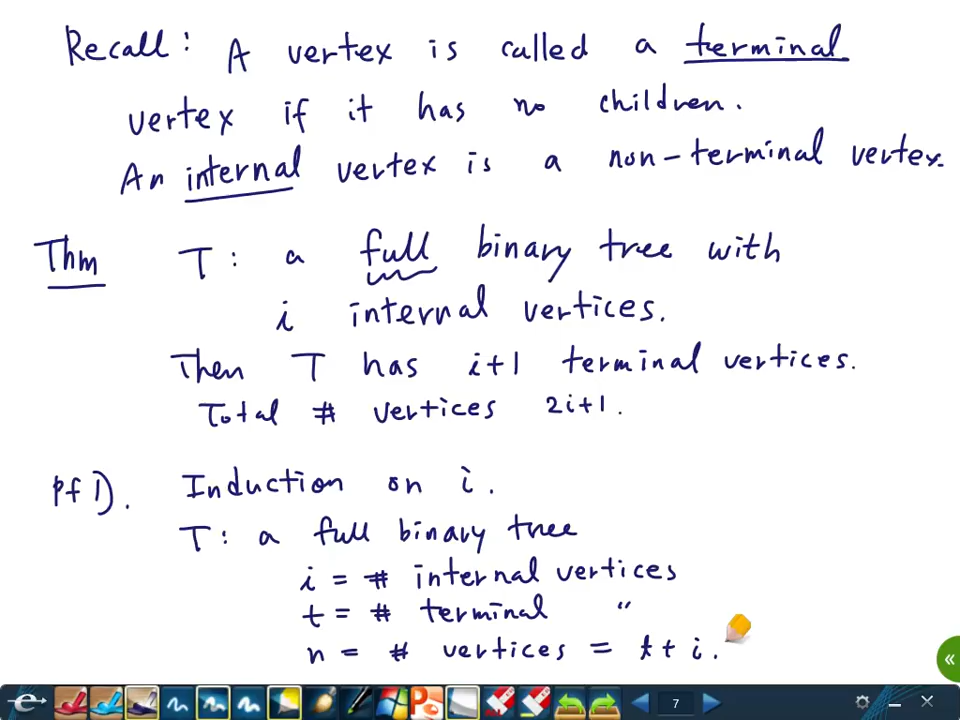 Recall: A vertex is called a terminal
vertex if it has no children.
An internal vertex is a non-terminal vertex.
Thm T: a full binary tree with
i internal vertices.
Then T has i+1 terminal vertices.
Total # vertices 2i+1.
Pf 1). Induction on i.
T: a full binary tree
i = # internal vertices
t = # terminal "
n = # vertices = t + i.
7